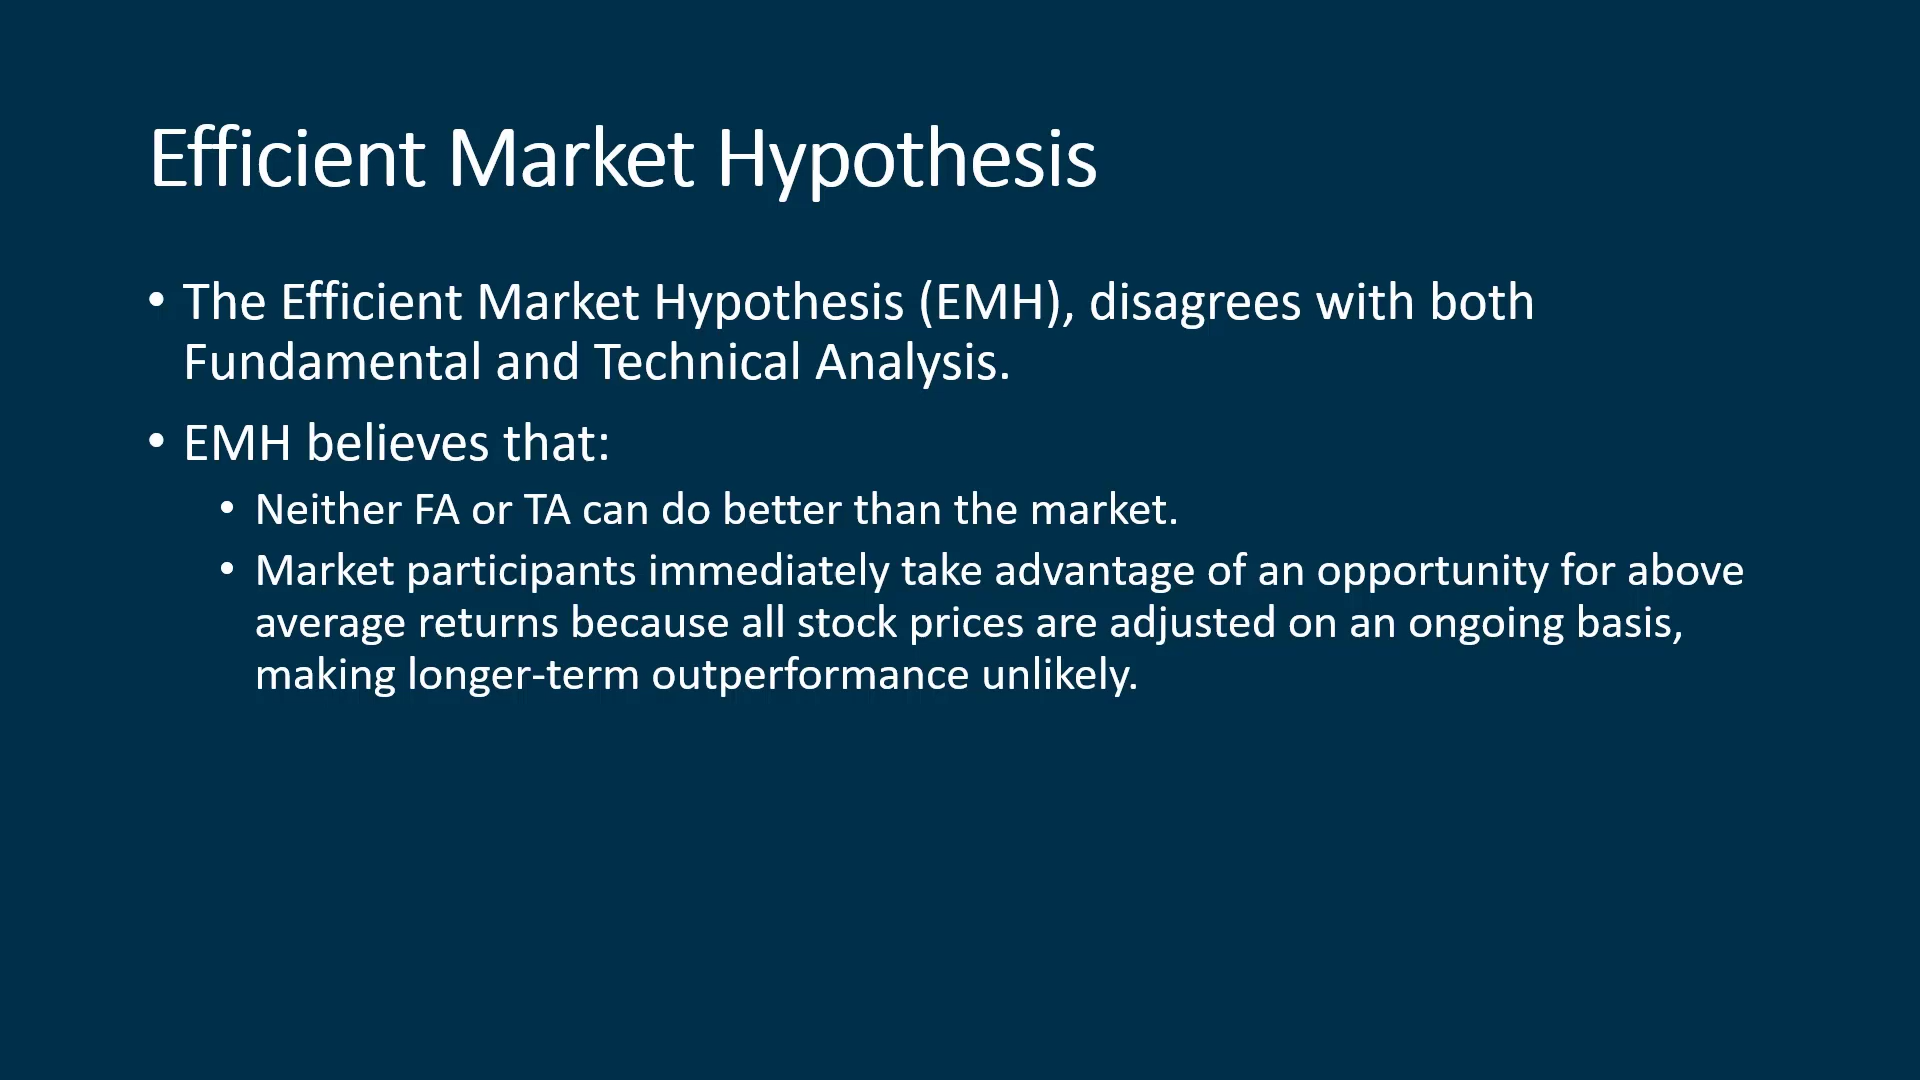 Efficient Market Hypothesis
• The Efficient Market Hypothesis (EMH), disagrees with both
Fundamental and Technical Analysis.
• EMH believes that:
• Neither FA or TA can do better than the market.
• Market participants immediately take advantage of an opportunity for above
average returns because all stock prices are adjusted on an ongoing basis,
making longer-term outperformance unlikely.